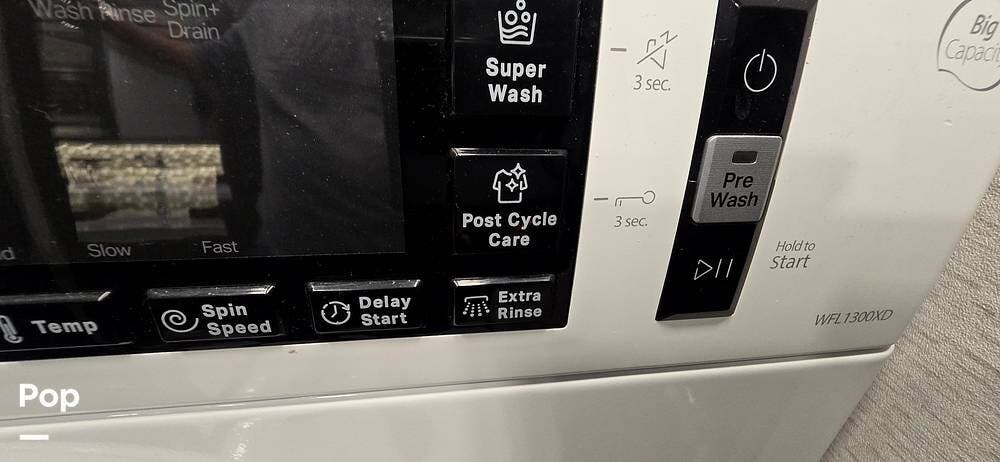 Wash Rinse Spin+
Drain
Super
Wash
3 sec.
Big
Post Cycle
Care
3 sec.
Pre
Wash
Hold to
Start
Slow
Fast
Temp
Spin
Speed
Delay
Start
Extra
Rinse
WFL1300XD
Pop